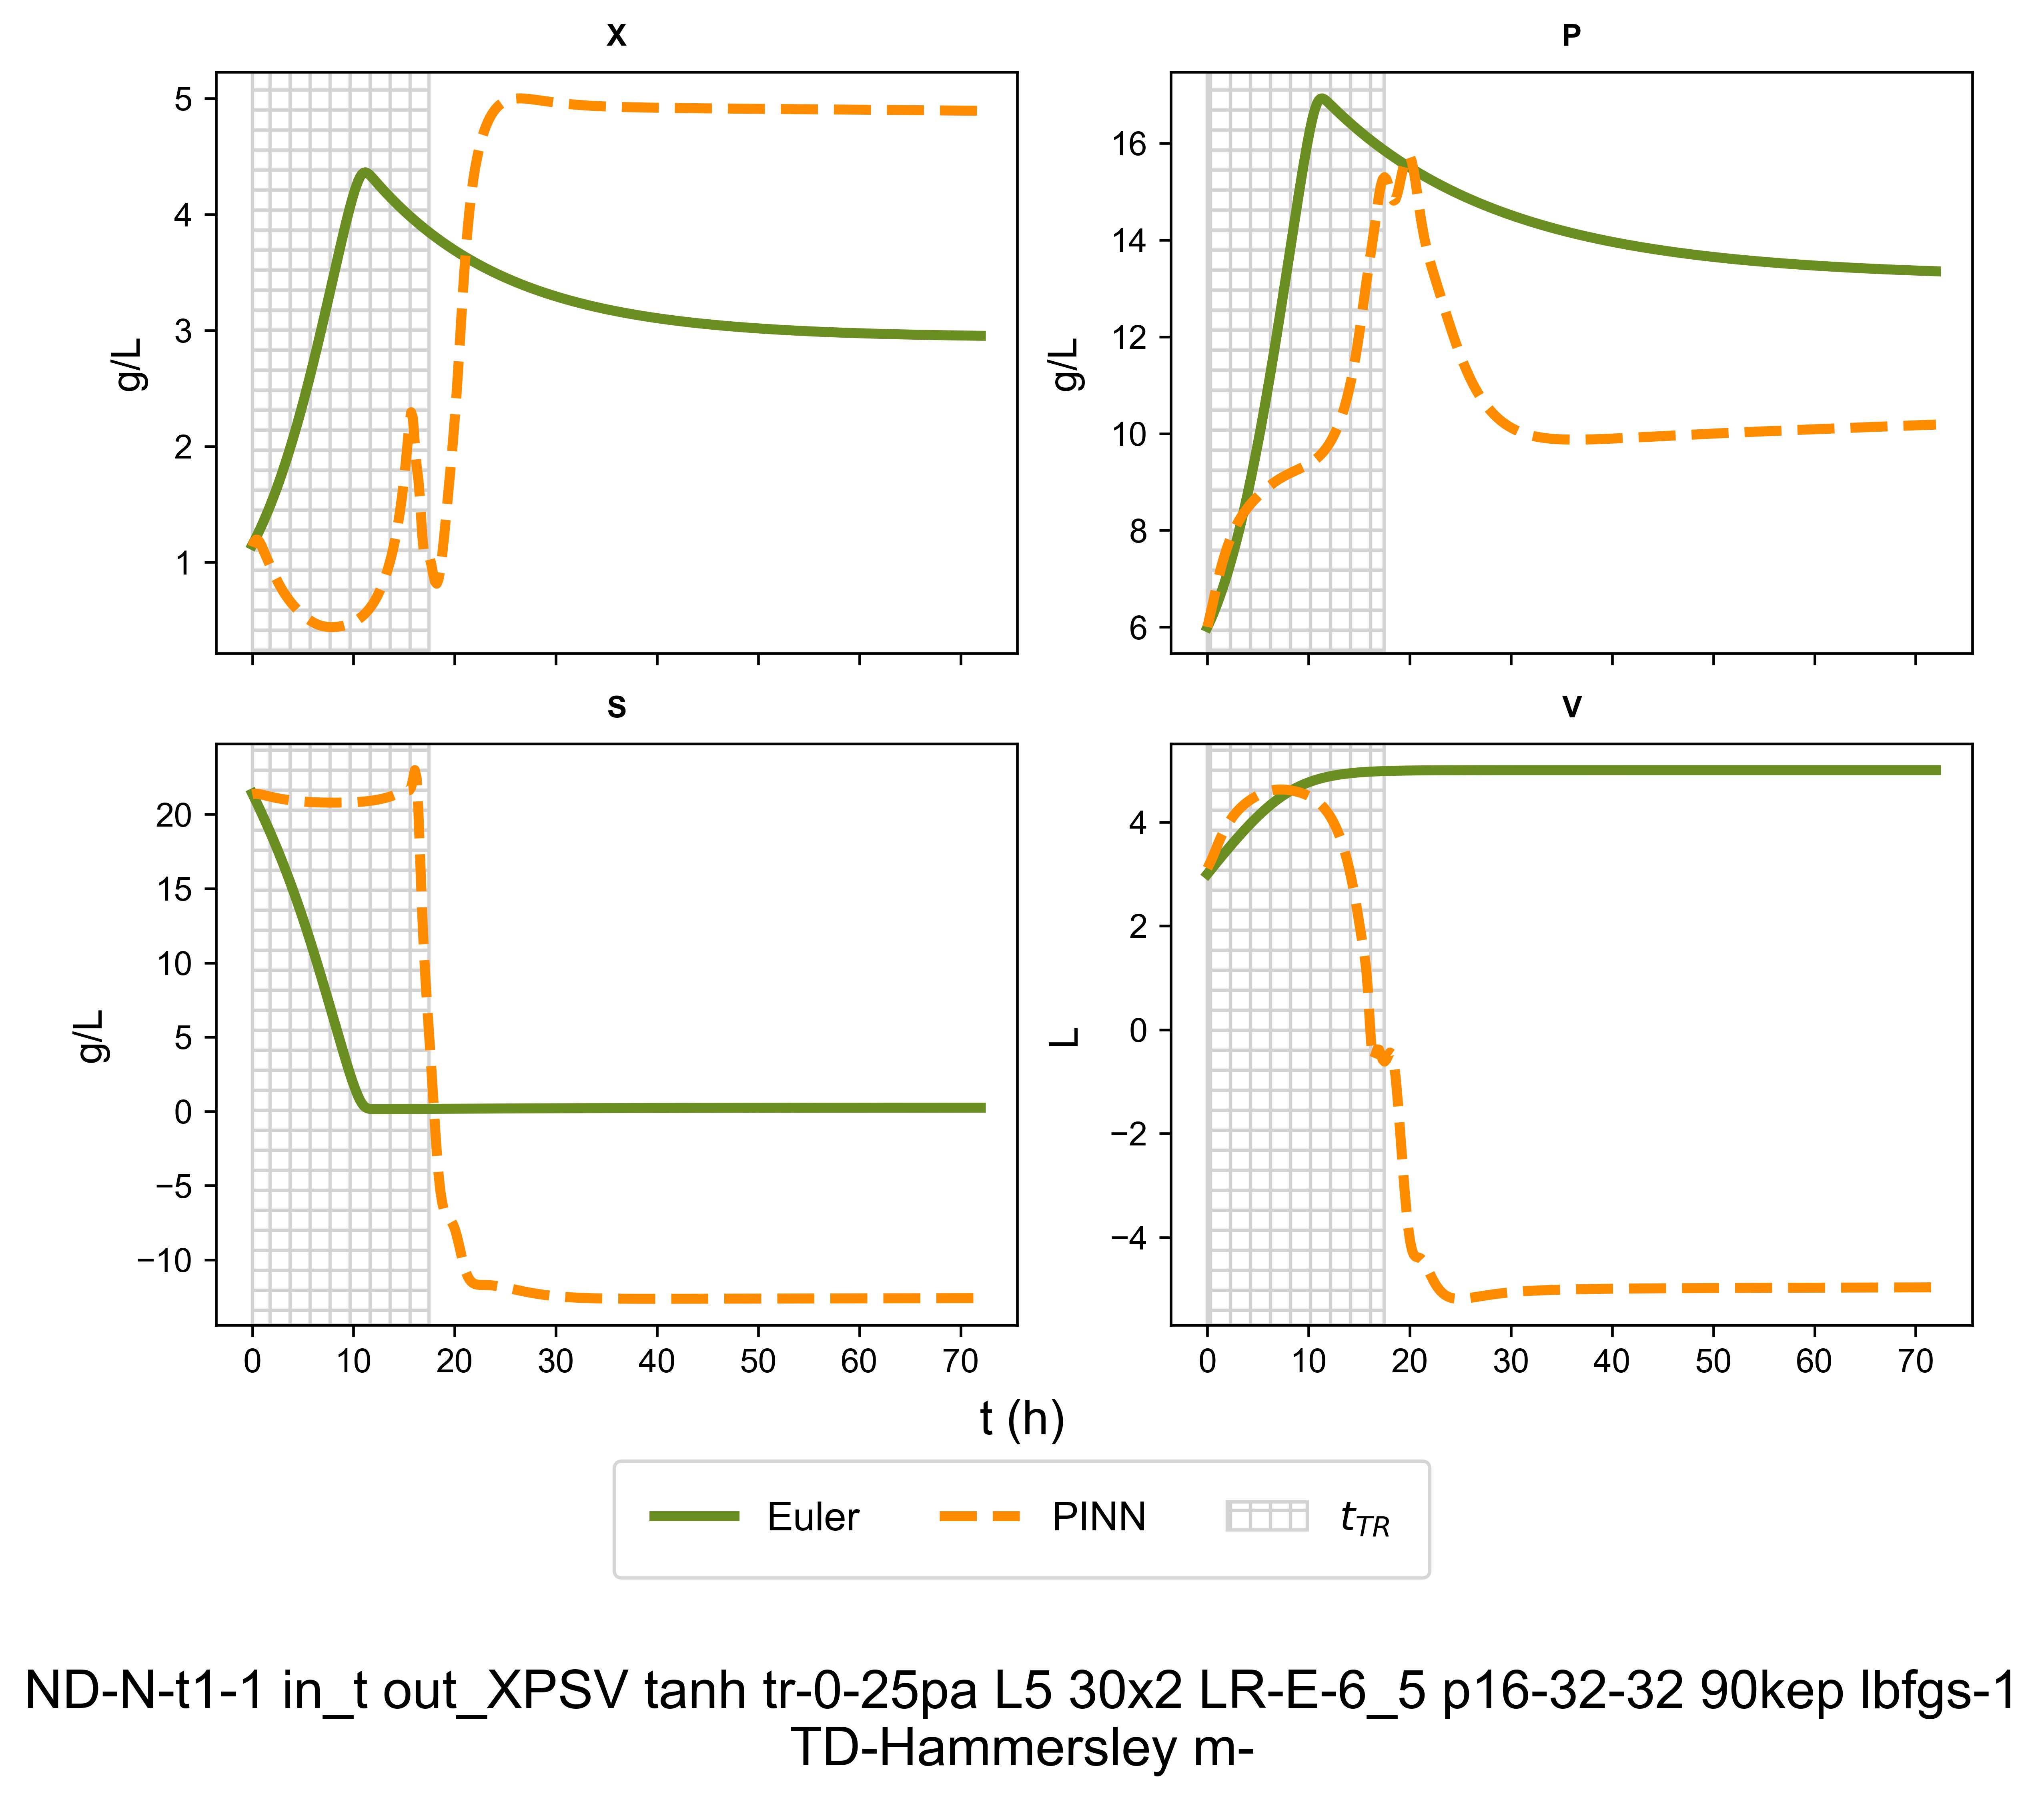 X
P
5
4
3
2
1
g/L
16
14
12
10
8
6
g/L
S
V
20
15
10
5
0
−5
−10
g/L
4
2
0
−2
−4
L
0 10 20 30 40 50 60 70
0 10 20 30 40 50 60 70
t (h)
Euler PINN t_TR
ND-N-t1-1 in_t out_XPSV tanh tr-0-25pa L5 30x2 LR-E-6_5 p16-32-32 90kep lbfgs-1
TD-Hammersley m-